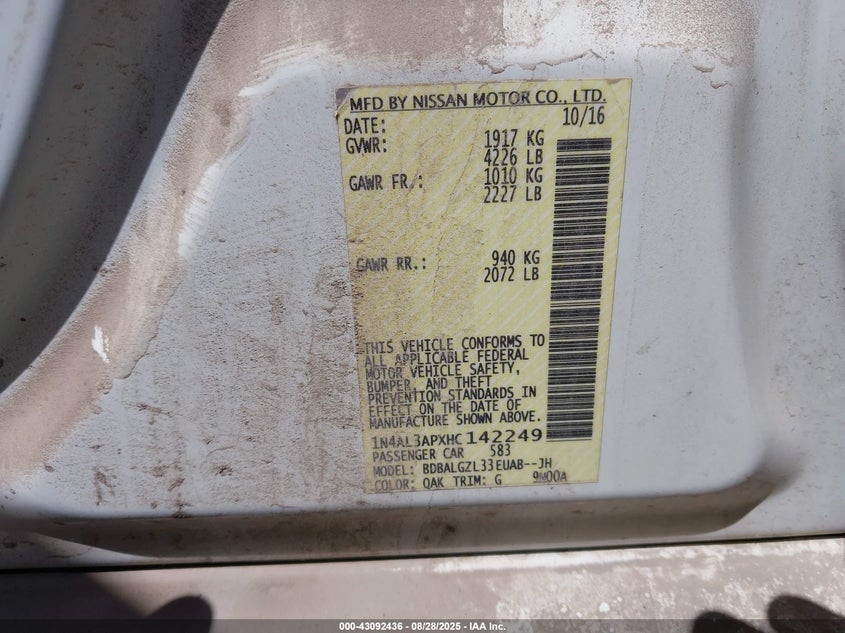 MFD BY NISSAN MOTOR CO., LTD.
DATE: 10/16
GVWR: 1917 KG
4226 LB
GAWR FR.: 1010 KG
2227 LB
GAWR RR.: 940 KG
2072 LB
THIS VEHICLE CONFORMS TO
ALL APPLICABLE FEDERAL
MOTOR VEHICLE SAFETY,
BUMPER, AND THEFT
PREVENTION STANDARDS IN
EFFECT ON THE DATE OF
MANUFACTURE SHOWN ABOVE.
1N4AL3APXHC142249
PASSENGER CAR 583
MODEL: BDBALGZL33EUAB--JH
COLOR: QAK TRIM: G 9W00A
000-43092436 - 08/28/2025 - IAA Inc.